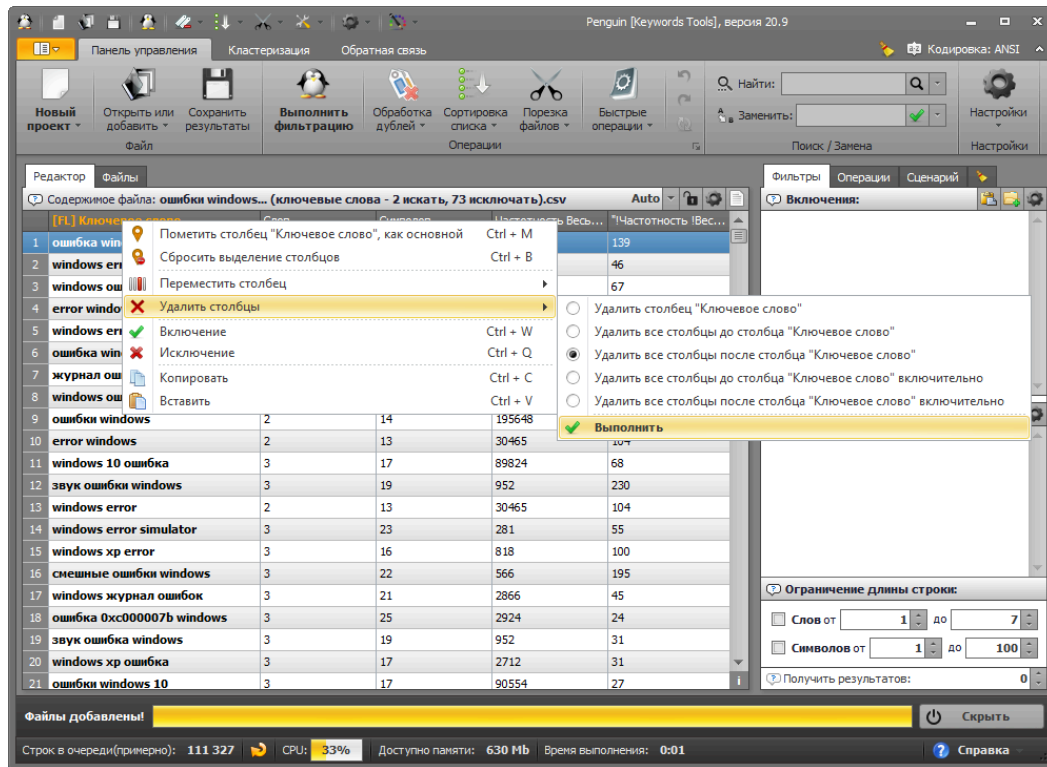 Penguin [Keywords Tools], версия 20.9
Панель управления Кластеризация Обратная связь Кодировка: ANSI
Новый проект
Открыть или добавить
Сохранить результаты
Файл
Выполнить фильтрацию
Обработка дублей
Сортировка списка
Порезка файлов
Быстрые операции
Операции
Найти:
Заменить:
Поиск / Замена
Настройки
Настройки
Редактор Файлы
Содержимое файла: ошибки windows... (ключевые слова - 2 искать, 73 исключать).csv Auto
[FL] Ключевое слово Слов Символов Частотность Весь... "!Частотность !Вес...
1 ошибка win 139
2 windows er 46
3 windows ош 67
4 error windo
5 windows er
6 ошибка win
7 журнал ош
8 windows ош
9 ошибки windows 2 14 195648
10 error windows 2 13 30465 104
11 windows 10 ошибка 3 17 89824 68
12 звук ошибки windows 3 19 952 230
13 windows error 2 13 30465 104
14 windows error simulator 3 23 281 55
15 windows xp error 3 16 818 100
16 смешные ошибки windows 3 22 566 195
17 windows журнал ошибок 3 21 2866 45
18 ошибка 0xc000007b windows 3 25 2924 24
19 звук ошибка windows 3 19 952 31
20 windows xp ошибка 3 17 2712 31
21 ошибки windows 10 3 17 90554 27
Пометить столбец "Ключевое слово", как основной Ctrl + M
Сбросить выделение столбцов Ctrl + B
Переместить столбец
Удалить столбцы
Включение Ctrl + W
Исключение Ctrl + Q
Копировать Ctrl + C
Вставить Ctrl + V
Удалить столбец "Ключевое слово"
Удалить все столбцы до столбца "Ключевое слово"
Удалить все столбцы после столбца "Ключевое слово"
Удалить все столбцы до столбца "Ключевое слово" включительно
Удалить все столбцы после столбца "Ключевое слово" включительно
Выполнить
Фильтры Операции Сценарий
Включения:
Ограничение длины строки:
Слов от 1 до 7
Символов от 1 до 100
Получить результатов: 0
Файлы добавлены! Скрыть
Строк в очереди(примерно): 111 327 CPU: 33% Доступно памяти: 630 Mb Время выполнения: 0:01 Справка